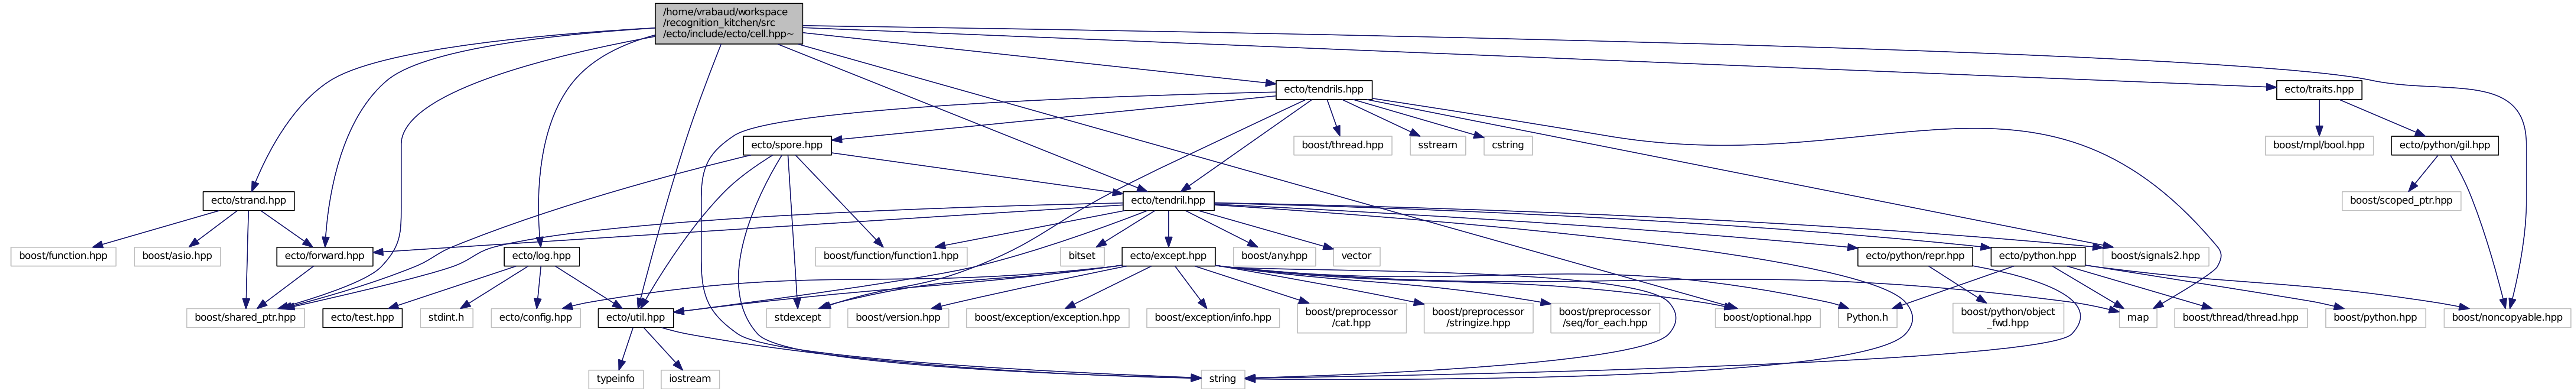 /home/vrabaud/workspace
/recognition_kitchen/src
/ecto/include/ecto/cell.hpp~
ecto/tendrils.hpp
ecto/traits.hpp
ecto/spore.hpp
boost/thread.hpp
sstream
cstring
boost/mpl/bool.hpp
ecto/python/gil.hpp
ecto/strand.hpp
ecto/tendril.hpp
boost/scoped_ptr.hpp
boost/function.hpp
boost/asio.hpp
ecto/forward.hpp
ecto/log.hpp
boost/function/function1.hpp
bitset
ecto/except.hpp
boost/any.hpp
vector
ecto/python/repr.hpp
ecto/python.hpp
boost/signals2.hpp
boost/shared_ptr.hpp
ecto/test.hpp
stdint.h
ecto/config.hpp
ecto/util.hpp
stdexcept
boost/version.hpp
boost/exception/exception.hpp
boost/exception/info.hpp
boost/preprocessor
/cat.hpp
boost/preprocessor
/stringize.hpp
boost/preprocessor
/seq/for_each.hpp
boost/optional.hpp
Python.h
boost/python/object
_fwd.hpp
map
boost/thread/thread.hpp
boost/python.hpp
boost/noncopyable.hpp
typeinfo
iostream
string